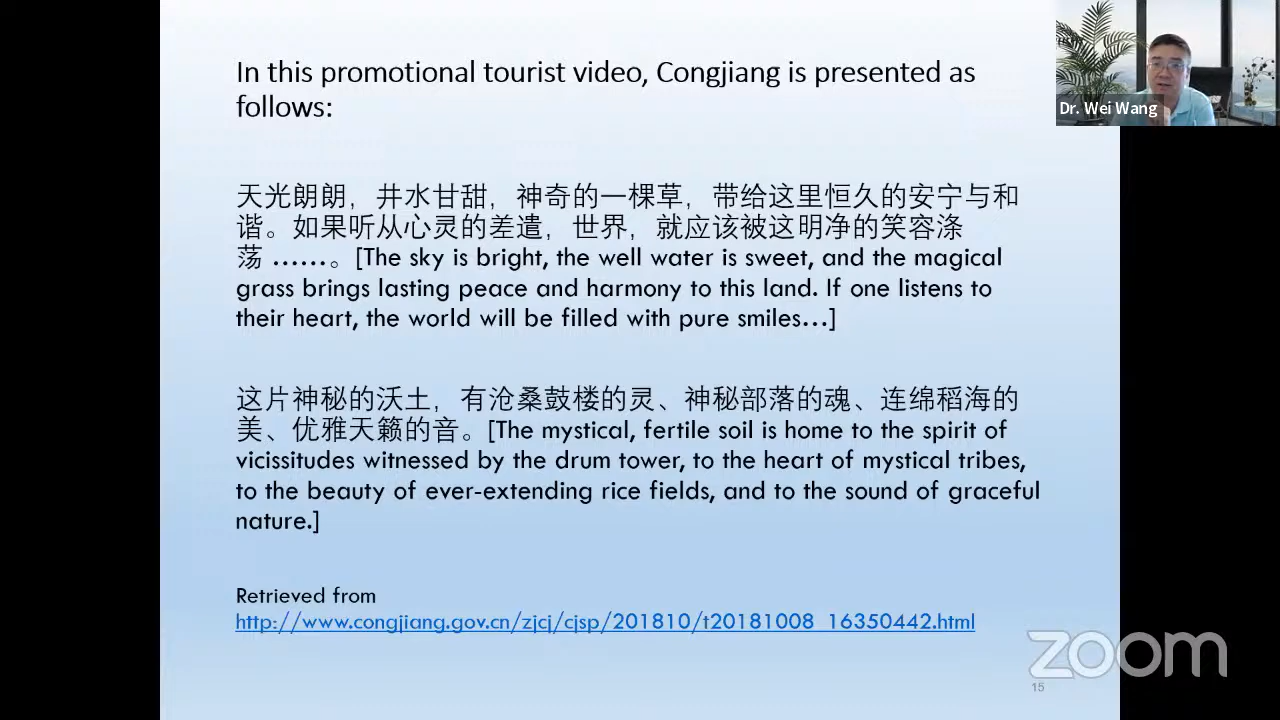 In this promotional tourist video, Congjiang is presented as
follows:
天光朗朗，井水甘甜，神奇的一棵草，带给这里恒久的安宁与和
谐。如果听从心灵的差遣，世界，就应该被这明净的笑容涤
荡 ……。[The sky is bright, the well water is sweet, and the magical
grass brings lasting peace and harmony to this land. If one listens to
their heart, the world will be filled with pure smiles…]
这片神秘的沃土，有沧桑鼓楼的灵、神秘部落的魂、连绵稻海的
美、优雅天籁的音。[The mystical, fertile soil is home to the spirit of
vicissitudes witnessed by the drum tower, to the heart of mystical tribes,
to the beauty of ever-extending rice fields, and to the sound of graceful
nature.]
Retrieved from
http://www.congjiang.gov.cn/zjcj/cjsp/201810/t20181008_16350442.html
Dr. Wei Wang
zoom
15